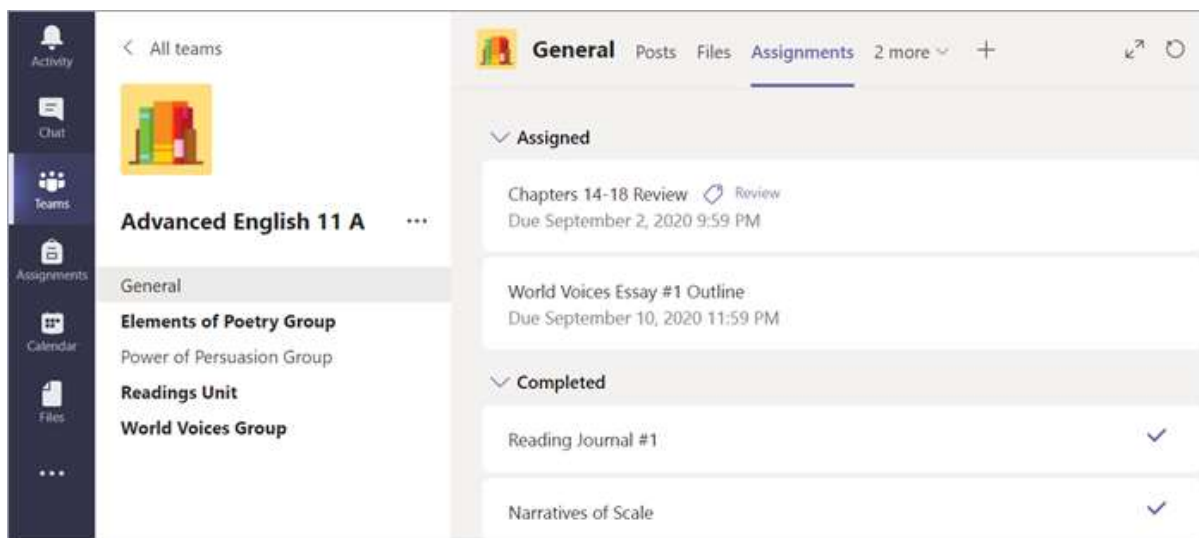 Activity
Chat
Teams
Assignments
Calendar
Files
All teams
Advanced English 11 A
General
Elements of Poetry Group
Power of Persuasion Group
Readings Unit
World Voices Group
General Posts Files Assignments 2 more
Assigned
Chapters 14-18 Review Review
Due September 2, 2020 9:59 PM
World Voices Essay #1 Outline
Due September 10, 2020 11:59 PM
Completed
Reading Journal #1
Narratives of Scale